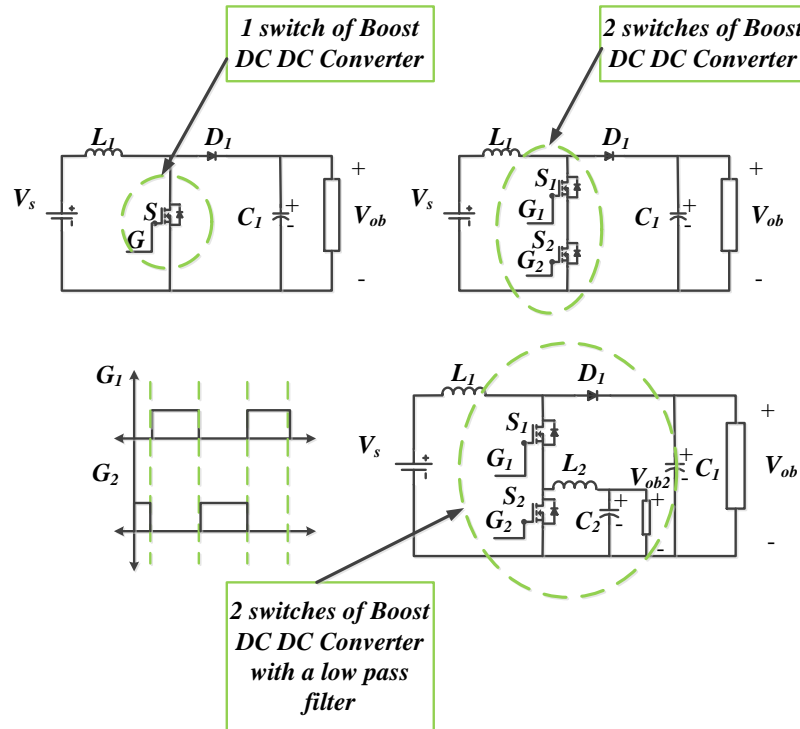 1 switch of Boost
DC DC Converter
2 switches of Boost
DC DC Converter
L1
D1
Vs
S
G
C1
+
-
+
Vob
-
L1
D1
Vs
S1
G1
S2
G2
C1
+
-
+
Vob
-
G1
G2
L1
D1
Vs
S1
G1
L2
S2
G2
C2
+
-
Vob2
+
-
+
-
C1
+
Vob
-
2 switches of Boost
DC DC Converter
with a low pass
filter